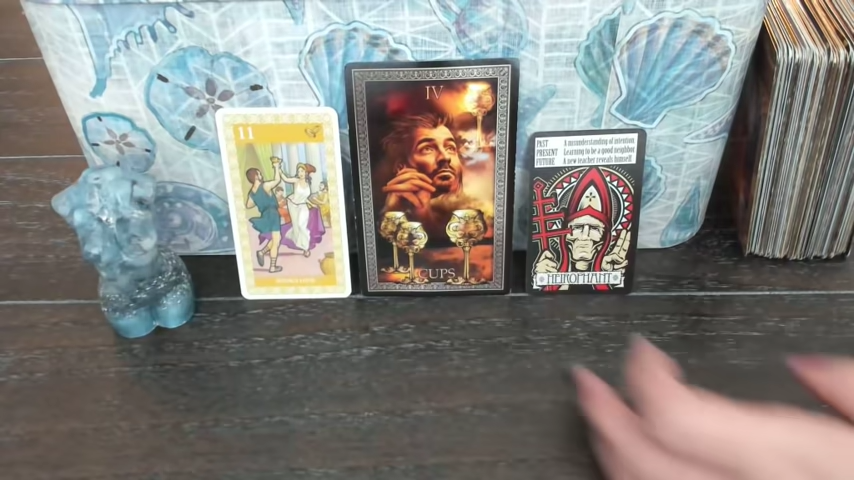 11
IV
CUPS
PAST A misunderstanding of intention.
PRESENT Learning to be a good neighbor.
FUTURE A new teacher reveals himself.
HEIROPHANT